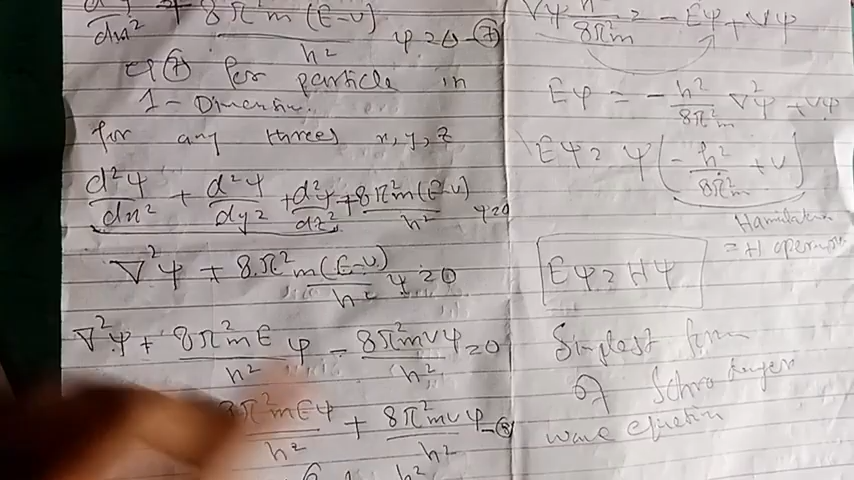 d²ψ/dx² + 8π²m(E-V)/h² ψ = 0 - ⑦
eq ⑦ for particle in
1 - Dimension.
for any threes x, y, z
d²ψ/dx² + d²ψ/dy² + d²ψ/dz² + 8π²m(E-V)/h² ψ=0
∇²ψ + 8π²m(E-V)/h² ψ = 0
∇²ψ + 8π²mE/h² ψ - 8π²mVψ/h² = 0
8π²mEψ/h² + 8π²mVψ/h² - ⑧
h²
∇²ψ h²/8π²m = - Eψ + Vψ
Eψ = - h²/8π²m ∇²ψ + Vψ
Eψ = ψ(- h²/8π²m + V)
Hamiltonian
= H operator
Eψ = Hψ
Simplest form
of Schrodinger
wave equation